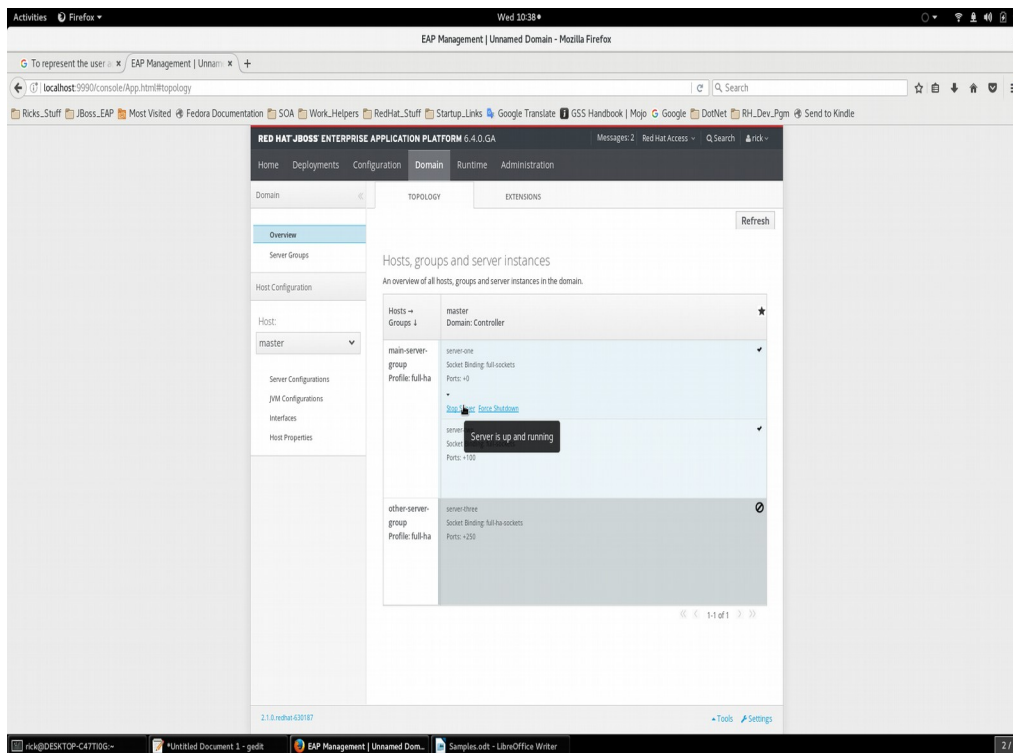 Activities Firefox Wed 10:38
EAP Management | Unnamed Domain - Mozilla Firefox
G To represent the user EAP Management | Unnam
localhost:9990/console/App.html#topology Search
Ricks_Stuff JBoss_EAP Most Visited Fedora Documentation SOA Work_Helpers RedHat_Stuff Startup_Links Google Translate GSS Handbook | Mojo Google DotNet RH_Dev_Pgm Send to Kindle
RED HAT JBOSS ENTERPRISE APPLICATION PLATFORM 6.4.0.GA Messages: 2 Red Hat Access Search rick
Home Deployments Configuration Domain Runtime Administration
Domain
TOPOLOGY EXTENSIONS
Refresh
Overview
Server Groups
Host Configuration
Host:
master
Server Configurations
JVM Configurations
Interfaces
Host Properties
Hosts, groups and server instances
An overview of all hosts, groups and server instances in the domain.
Hosts →
Groups ↓
master
Domain: Controller
main-server-
group
Profile: full-ha
server-one
Socket Binding: full-sockets
Ports: +0
Stop Force Shutdown
Server is up and running
Ports: +100
other-server-
group
Profile: full-ha
server-three
Socket Binding: full-ha-sockets
Ports: +250
1-1 of 1
2.1.0.redhat-630187 Tools Settings
rick@DESKTOP-C47TI0G:~ *Untitled Document 1 - gedit EAP Management | Unnamed Dom... Samples.odt - LibreOffice Writer 2 /